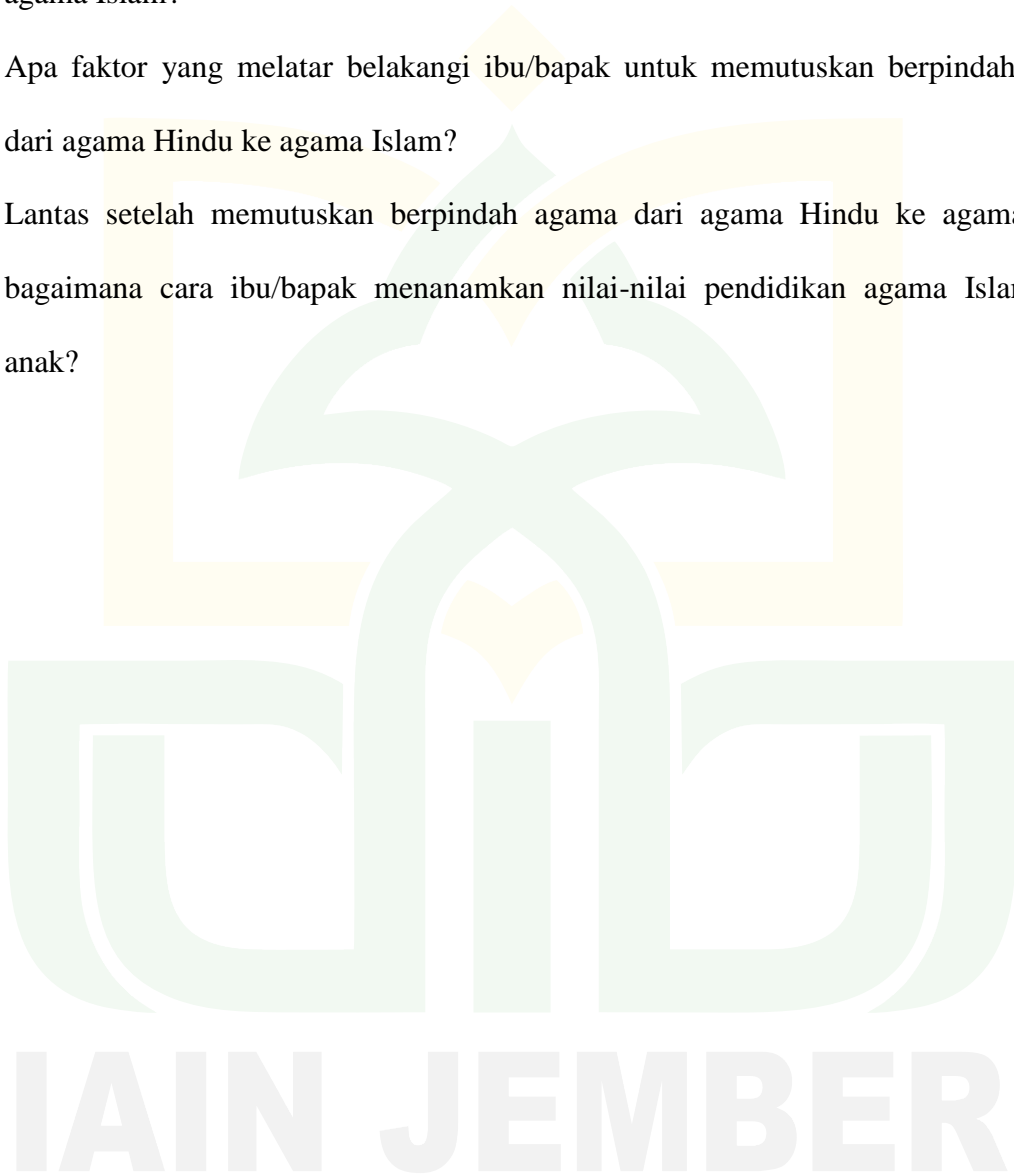 agama Islam?
Apa faktor yang melatar belakangi ibu/bapak untuk memutuskan berpindah
dari agama Hindu ke agama Islam?
Lantas setelah memutuskan berpindah agama dari agama Hindu ke agama
bagaimana cara ibu/bapak menanamkan nilai-nilai pendidikan agama Islam
anak?
IAIN JEMBER